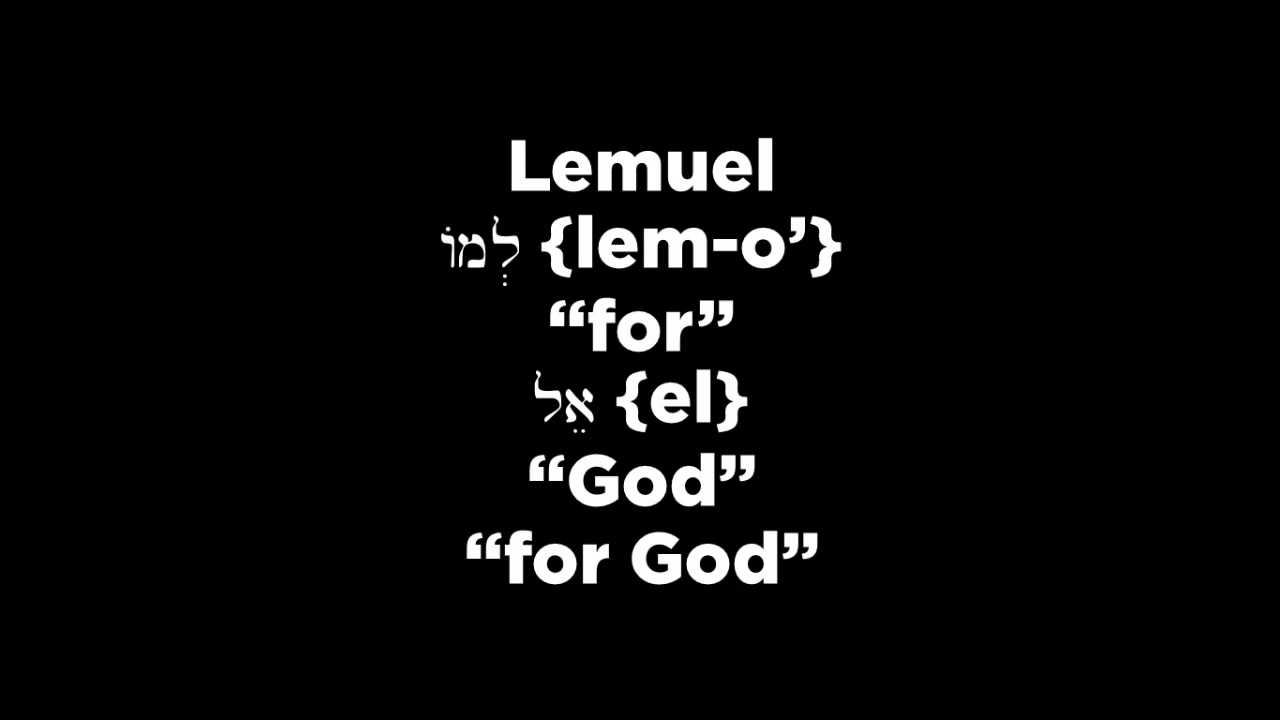 Lemuel
לְמוֹ {lem-o’}
“for”
אֵל {el}
“God”
“for God”